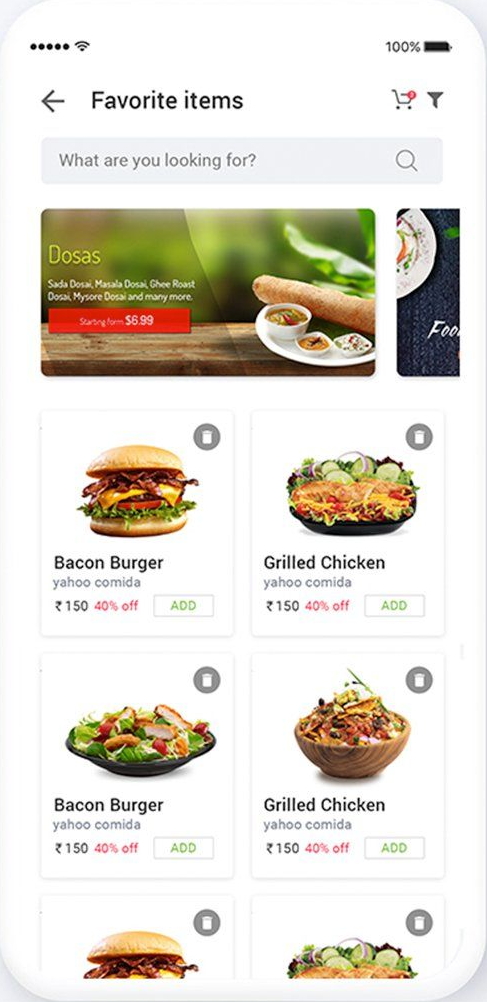 100%
Favorite items
What are you looking for?
Dosas
Sada Dosai, Masala Dosai, Ghee Roast
Dosai, Mysore Dosai and many more.
Starting form $6.99
Foo
Bacon Burger
yahoo comida
₹150 40% off ADD
Grilled Chicken
yahoo comida
₹150 40% off ADD
Bacon Burger
yahoo comida
₹150 40% off ADD
Grilled Chicken
yahoo comida
₹150 40% off ADD